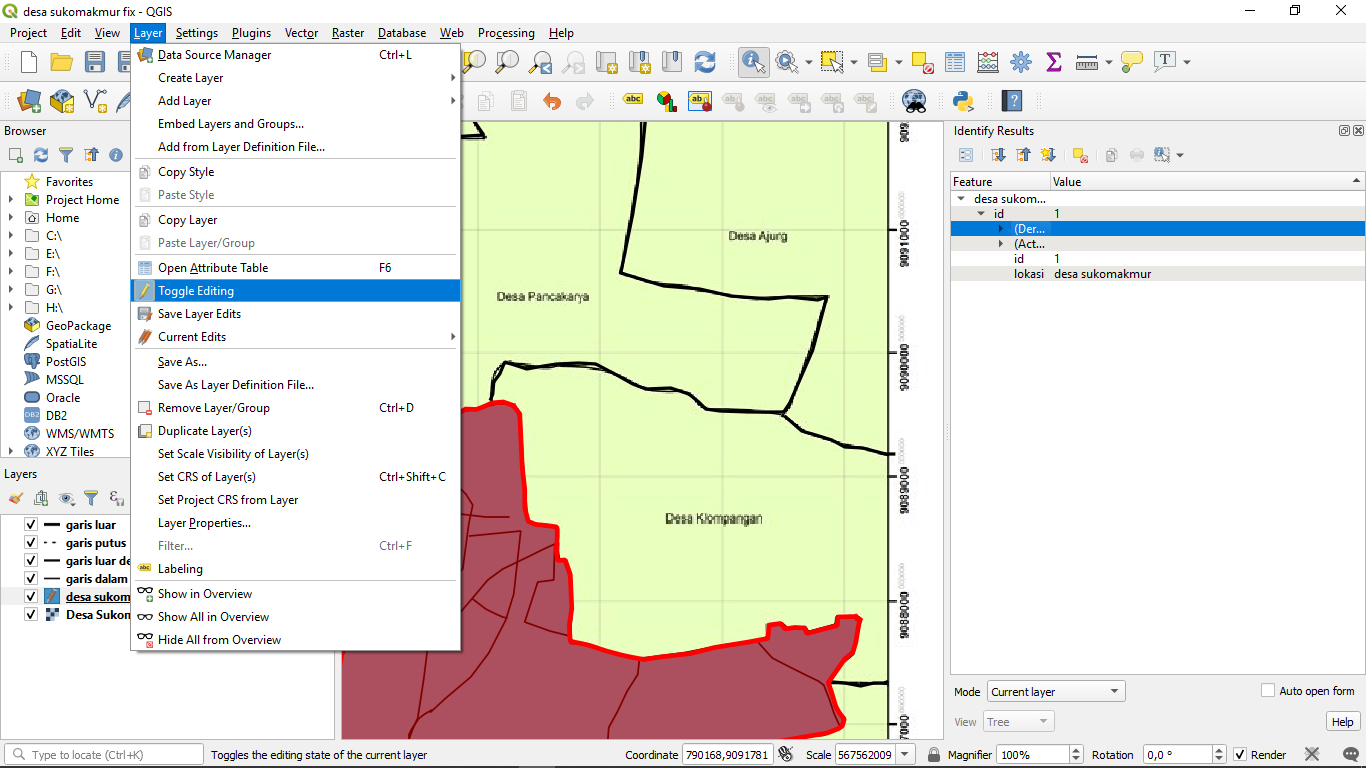 desa sukomakmur fix - QGIS
Project Edit View Layer Settings Plugins Vector Raster Database Web Processing Help
Data Source Manager Ctrl+L
Create Layer
Add Layer
Embed Layers and Groups...
Add from Layer Definition File...
Copy Style
Paste Style
Copy Layer
Paste Layer/Group
Open Attribute Table F6
Toggle Editing
Save Layer Edits
Current Edits
Save As...
Save As Layer Definition File...
Remove Layer/Group Ctrl+D
Duplicate Layer(s)
Set Scale Visibility of Layer(s)
Set CRS of Layer(s) Ctrl+Shift+C
Set Project CRS from Layer
Layer Properties...
Filter... Ctrl+F
abc Labeling
Show in Overview
Show All in Overview
Hide All from Overview
abc
ab
T
Browser
Favorites
Project Home
Home
C:\
E:\
F:\
G:\
H:\
GeoPackage
SpatiaLite
PostGIS
MSSQL
Oracle
DB2 DB2
WMS/WMTS
XYZ Tiles
Layers
garis luar
garis putus
garis luar de
garis dalam
desa sukom
Desa Sukon
Desa Ajung
Desa Pancakarya
Desa Klompangan
9091000
9090000
9089000
9088000
Identify Results
Feature Value
desa sukom...
id 1
(Der...
(Act...
id 1
lokasi desa sukomakmur
Mode Current layer Auto open form
View Tree Help
Type to locate (Ctrl+K) Toggles the editing state of the current layer Coordinate 790168,9091781 Scale 567562009 Magnifier 100% Rotation 0,0 ° Render